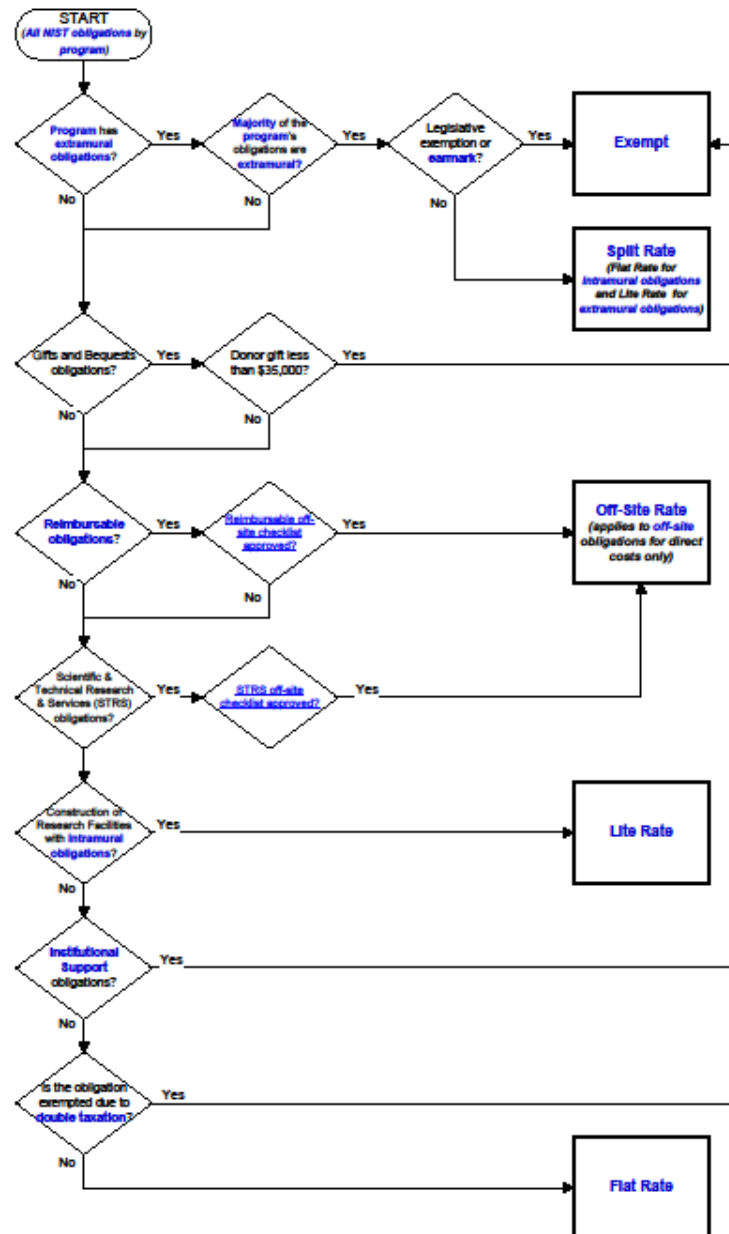 START
(All NIST obligations by
program)
Program has
extramural
obligations?
Yes
No
Majority of the
program's
obligations are
extramural?
Yes
No
Legislative
exemption or
earmark?
Yes
No
Exempt
Split Rate
(Flat Rate for
intramural obligations
and Lite Rate for
extramural obligations)
Gifts and Bequests
obligations?
Yes
No
Donor gift less
than $35,000?
Yes
No
Reimbursable
obligations?
Yes
No
Reimbursable off-
site checklist
approved?
Yes
No
Off-Site Rate
(applies to off-site
obligations for direct
costs only)
Scientific &
Technical Research
& Services (STRS)
obligations?
Yes
No
STRS off-site
checklist approved?
Yes
Construction of
Research Facilities
with Intramural
obligations?
Yes
No
Lite Rate
Institutional
Support
obligations?
Yes
No
Is the obligation
exempted due to
double taxation?
Yes
No
Flat Rate